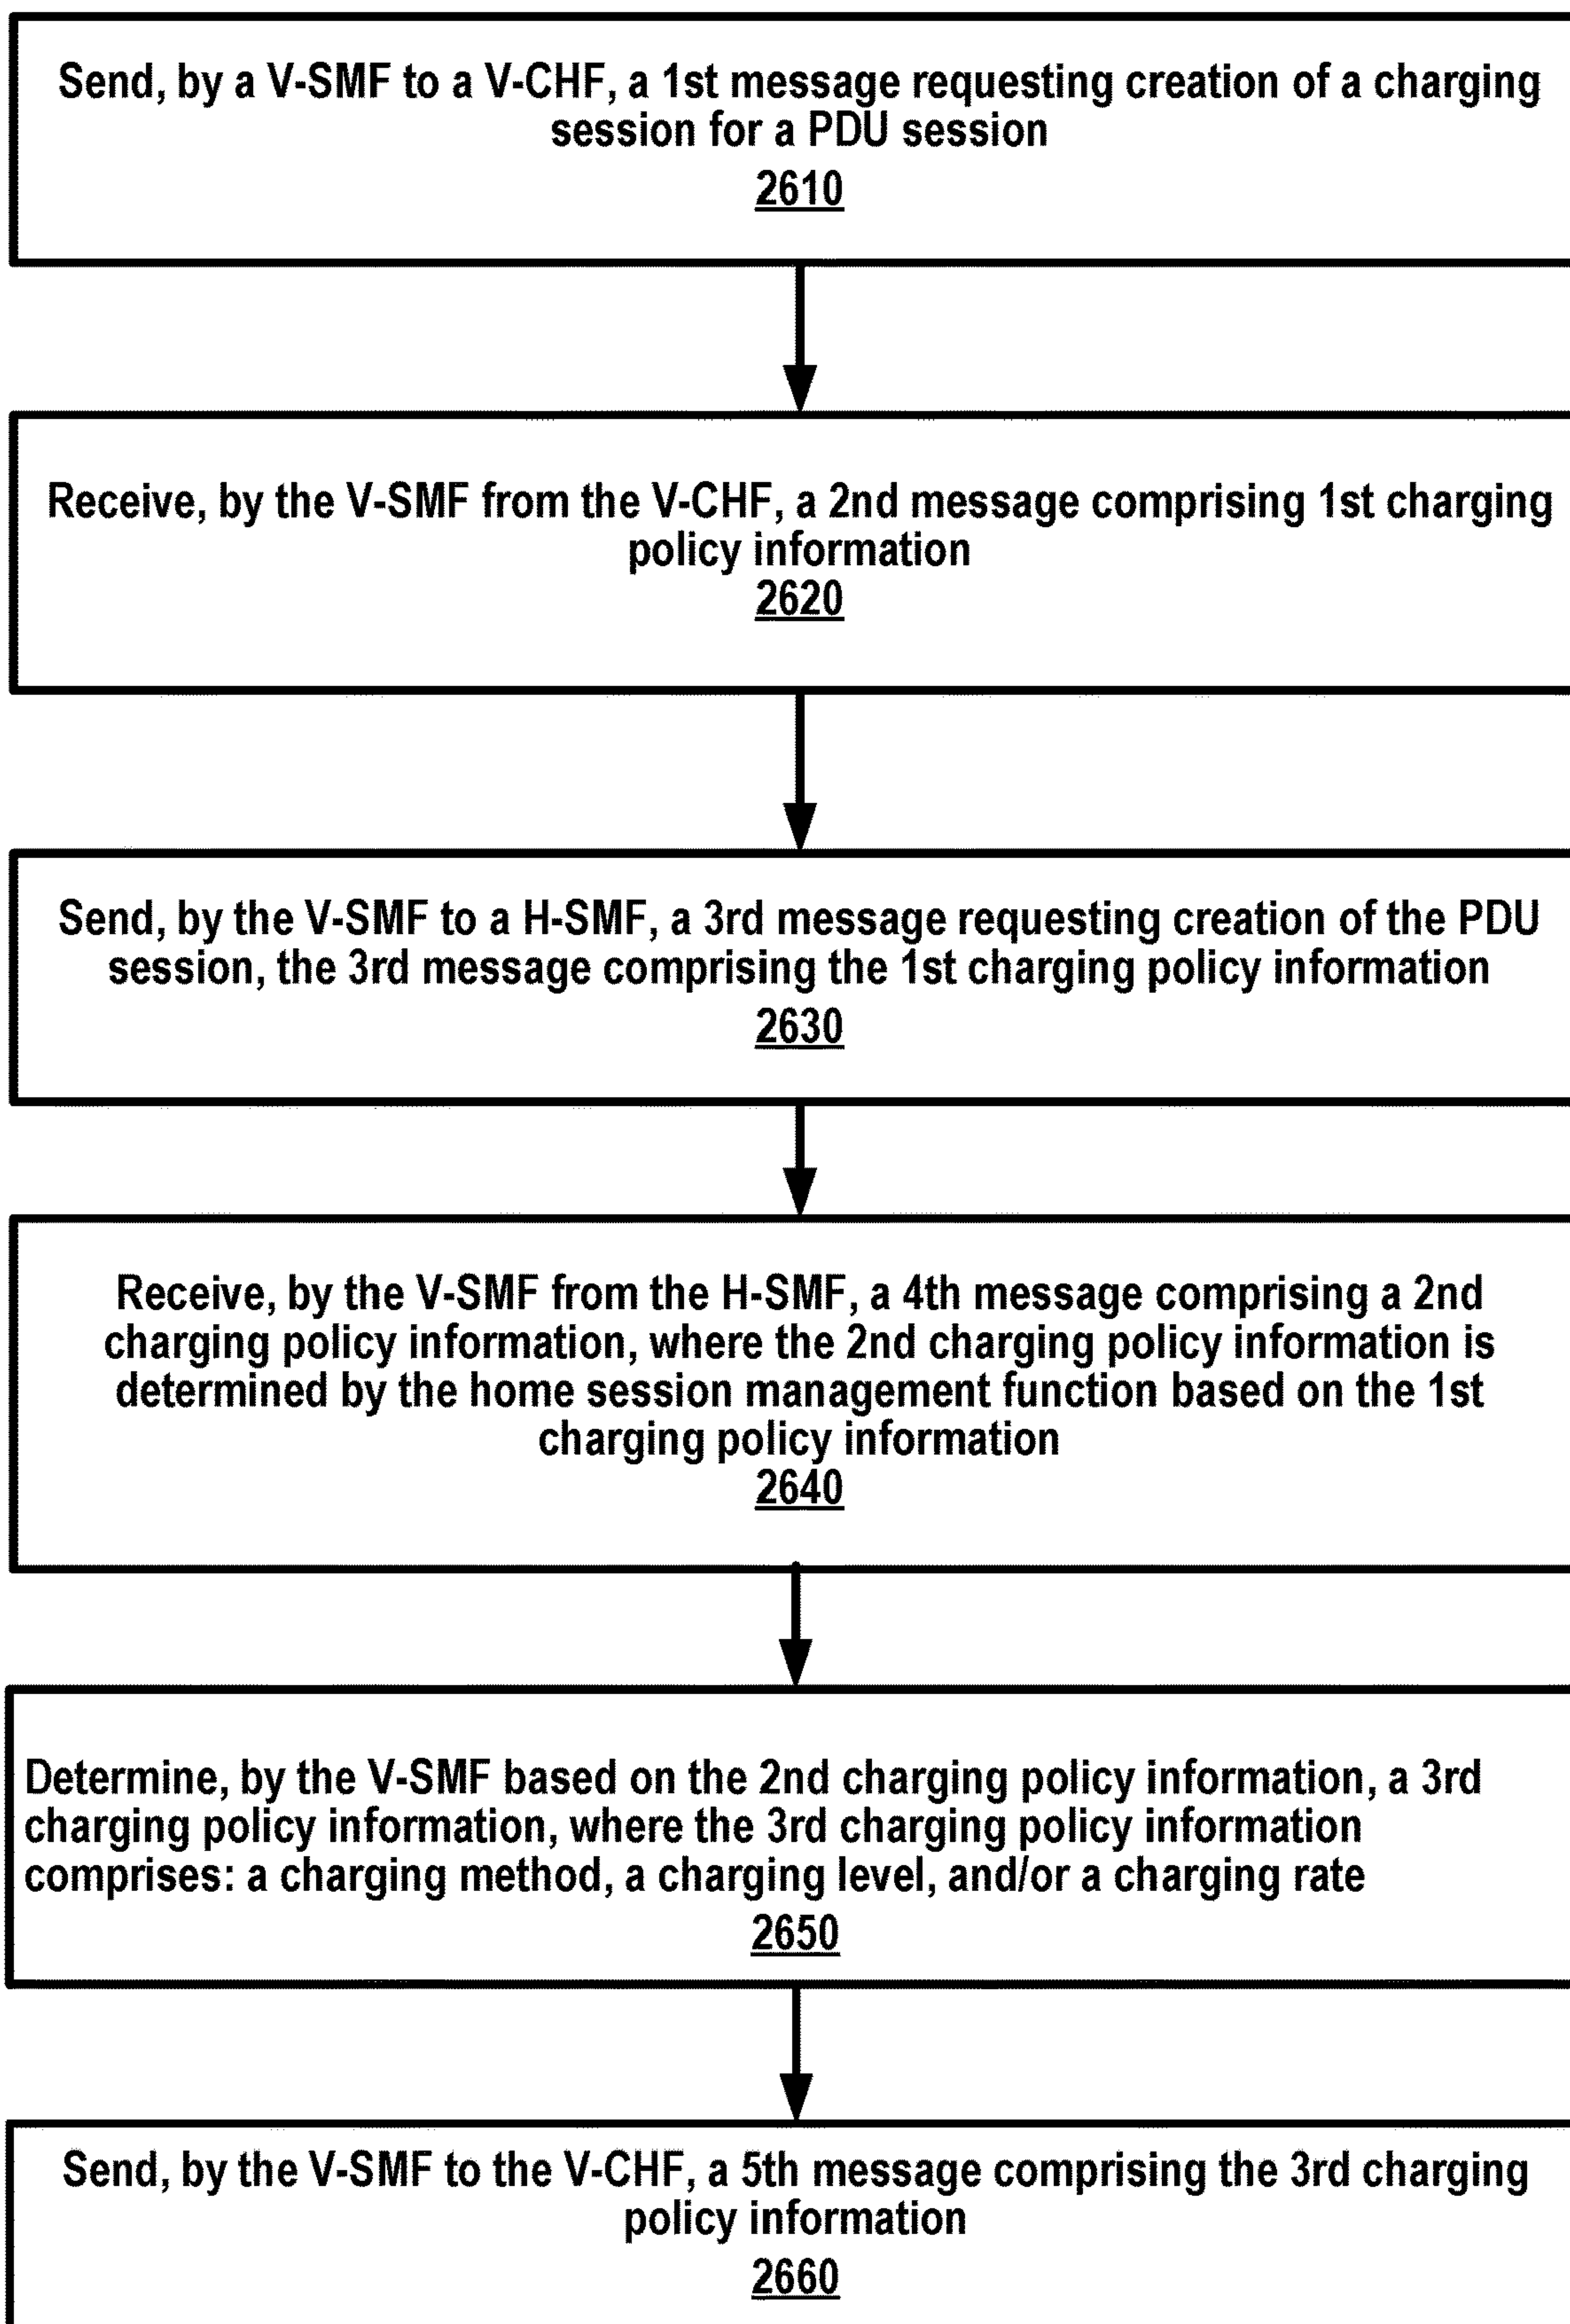 Send, by a V-SMF to a V-CHF, a 1st message requesting creation of a charging
session for a PDU session
2610
Receive, by the V-SMF from the V-CHF, a 2nd message comprising 1st charging
policy information
2620
Send, by the V-SMF to a H-SMF, a 3rd message requesting creation of the PDU
session, the 3rd message comprising the 1st charging policy information
2630
Receive, by the V-SMF from the H-SMF, a 4th message comprising a 2nd
charging policy information, where the 2nd charging policy information is
determined by the home session management function based on the 1st
charging policy information
2640
Determine, by the V-SMF based on the 2nd charging policy information, a 3rd
charging policy information, where the 3rd charging policy information
comprises: a charging method, a charging level, and/or a charging rate
2650
Send, by the V-SMF to the V-CHF, a 5th message comprising the 3rd charging
policy information
2660